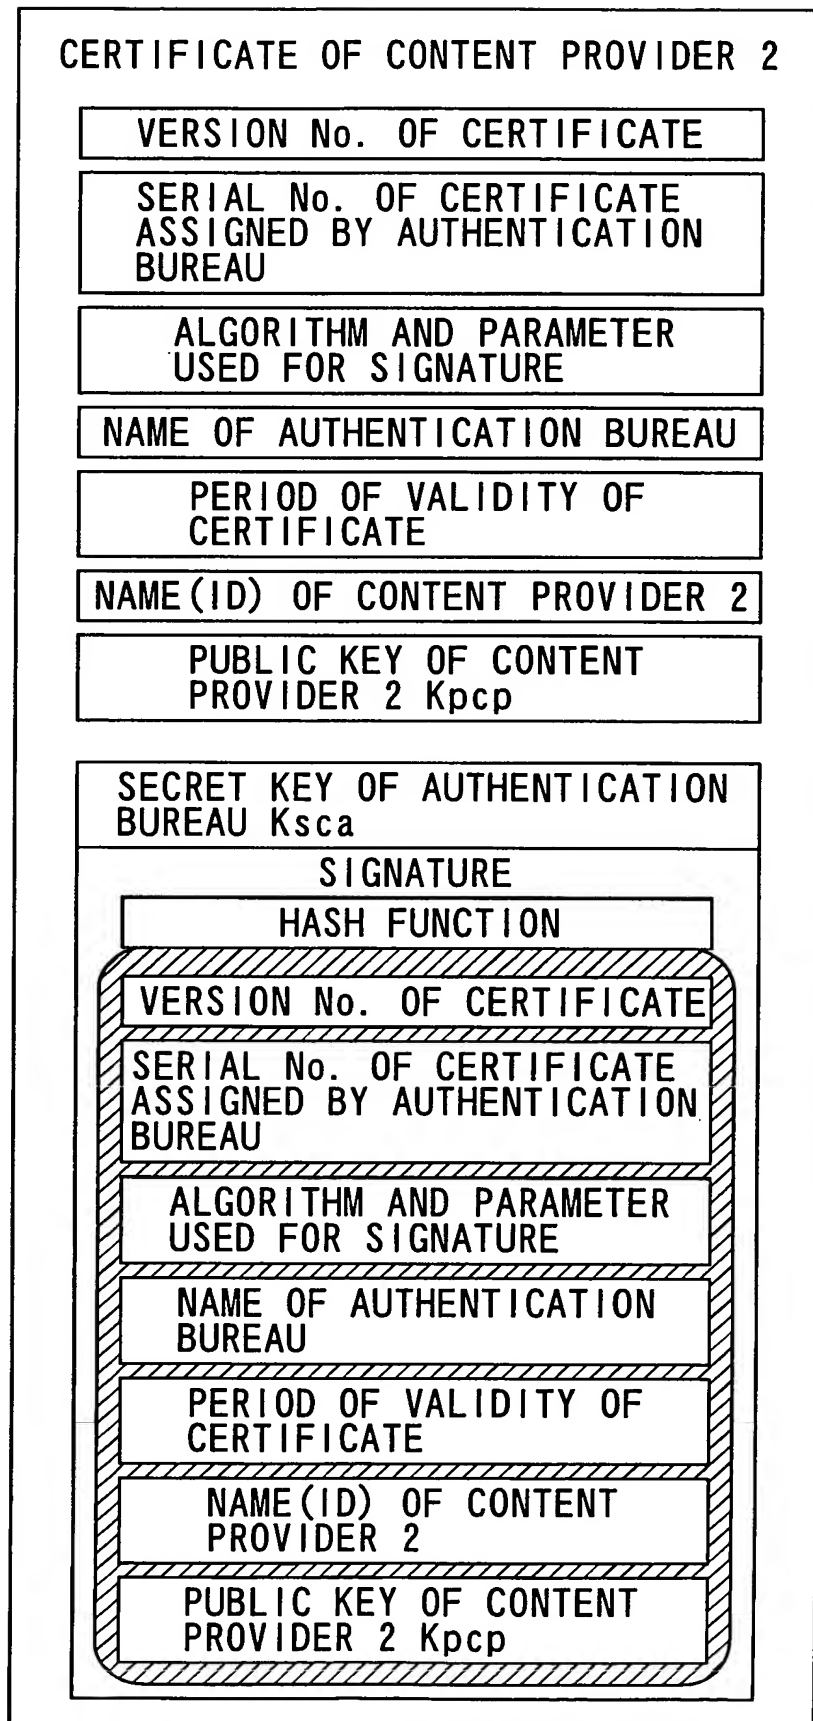 CERTIFICATE OF CONTENT PROVIDER 2
VERSION No. OF CERTIFICATE
SERIAL No. OF CERTIFICATE
ASSIGNED BY AUTHENTICATION
BUREAU
ALGORITHM AND PARAMETER
USED FOR SIGNATURE
NAME OF AUTHENTICATION BUREAU
PERIOD OF VALIDITY OF
CERTIFICATE
NAME(ID) OF CONTENT PROVIDER 2
PUBLIC KEY OF CONTENT
PROVIDER 2 Kpcp
SECRET KEY OF AUTHENTICATION
BUREAU Ksca
SIGNATURE
HASH FUNCTION
VERSION No. OF CERTIFICATE
SERIAL No. OF CERTIFICATE
ASSIGNED BY AUTHENTICATION
BUREAU
ALGORITHM AND PARAMETER
USED FOR SIGNATURE
NAME OF AUTHENTICATION
BUREAU
PERIOD OF VALIDITY OF
CERTIFICATE
NAME(ID) OF CONTENT
PROVIDER 2
PUBLIC KEY OF CONTENT
PROVIDER 2 Kpcp